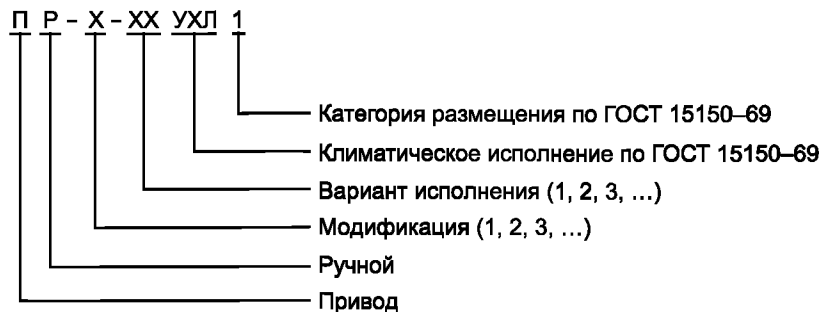 П Р – Х – ХХ УХЛ 1
Категория размещения по ГОСТ 15150–69
Климатическое исполнение по ГОСТ 15150–69
Вариант исполнения (1, 2, 3, ...)
Модификация (1, 2, 3, ...)
Ручной
Привод